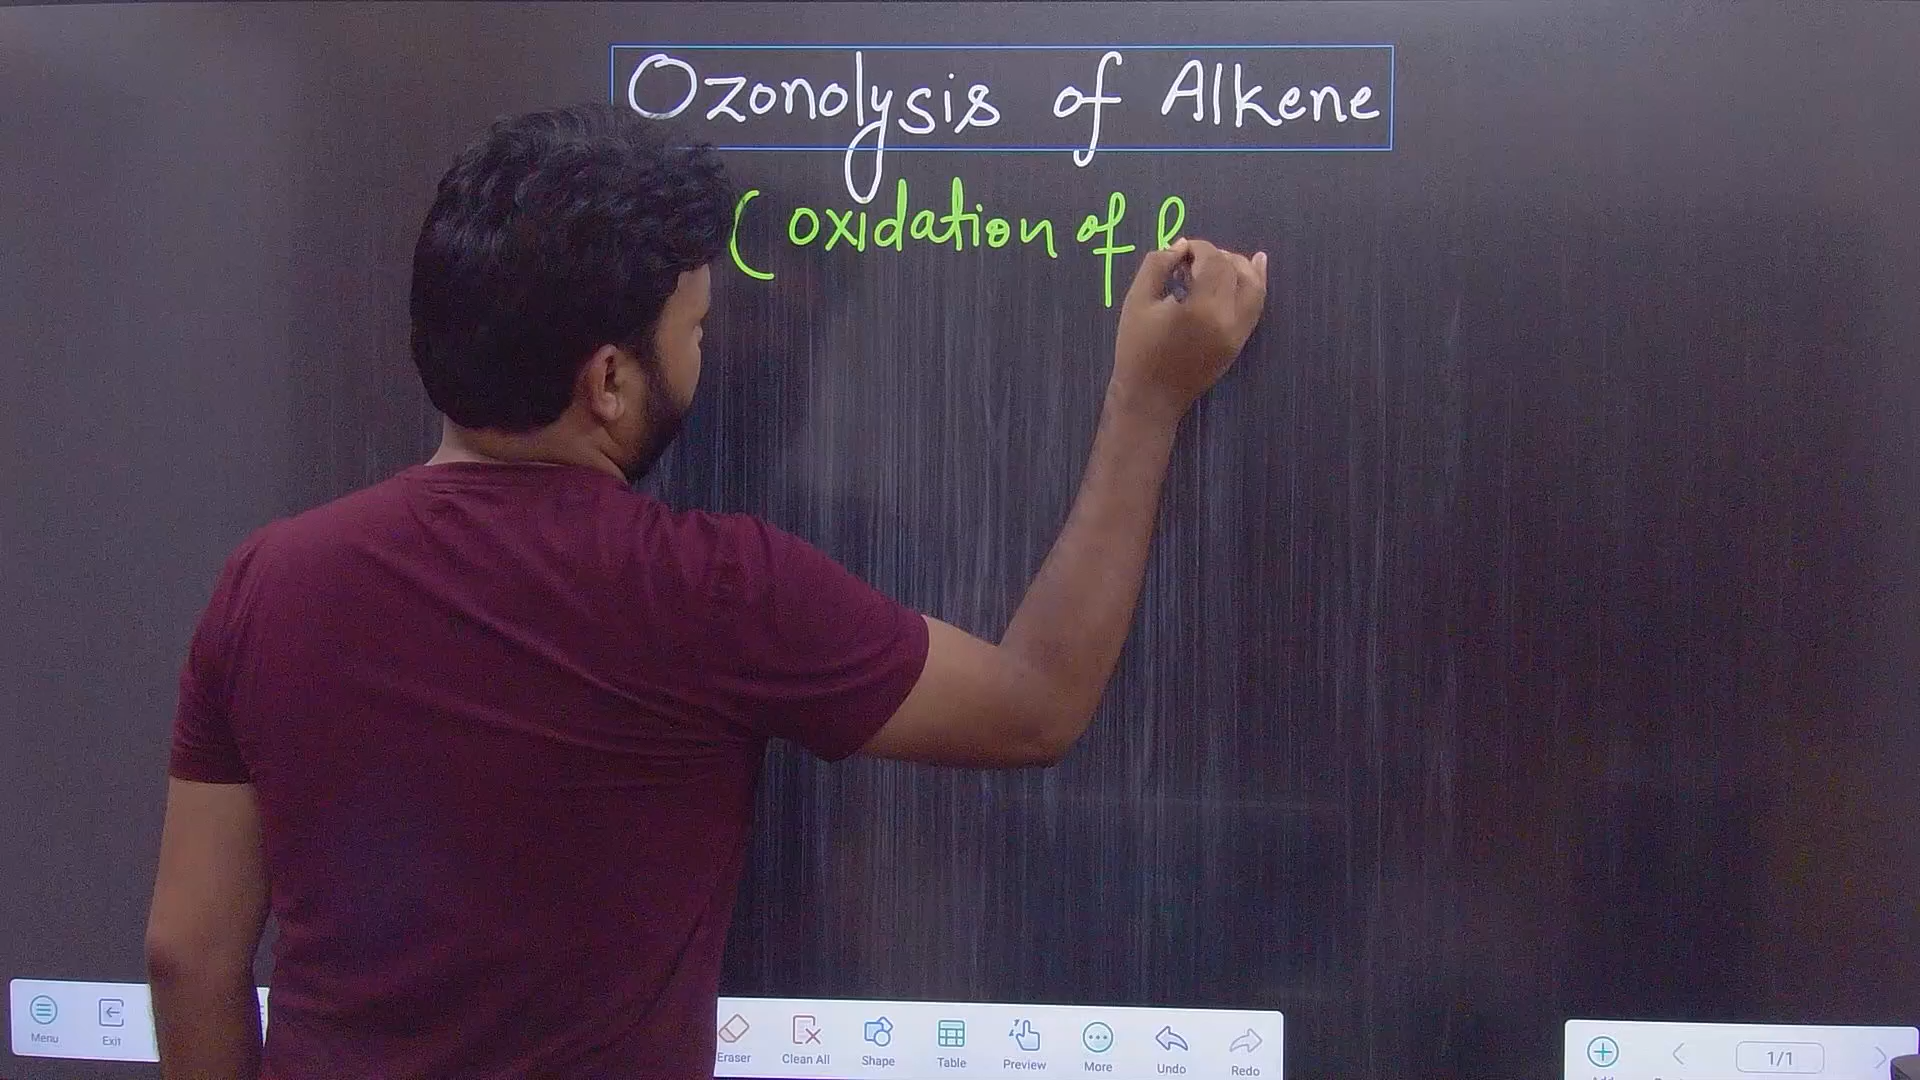 Ozonolysis of Alkene
( oxidation of
Menu Exit Eraser Clean All Shape Table Preview More Undo Redo 1/1